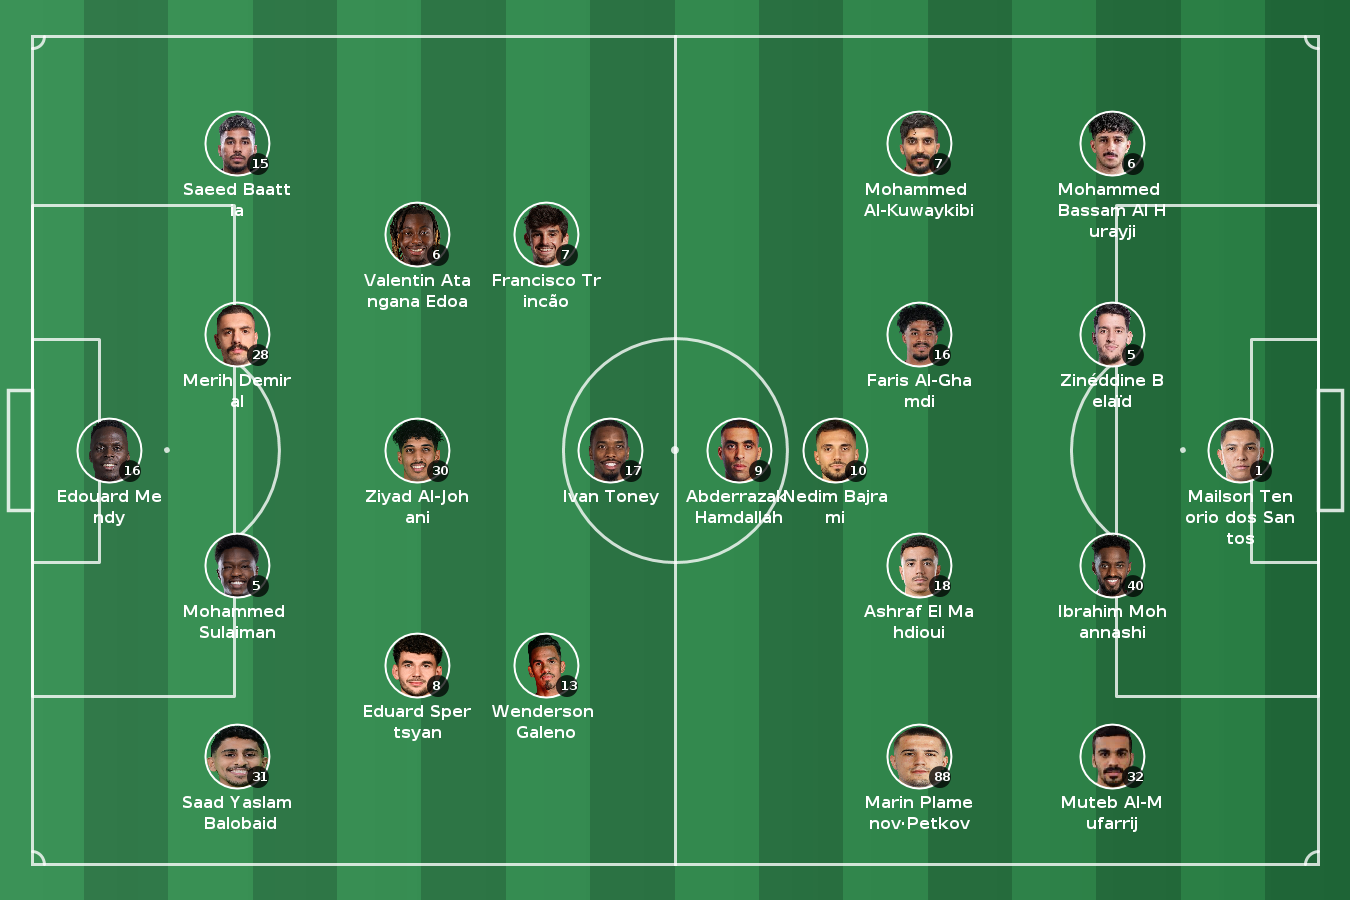 15
Saeed Baatt
ia
28
Merih Demir
al
16
Edouard Me
ndy
5
Mohammed
Sulaiman
31
Saad Yaslam
Balobaid
6
Valentin Ata
ngana Edoa
30
Ziyad Al-Joh
ani
8
Eduard Sper
tsyan
7
Francisco Tr
incão
13
Wenderson
Galeno
17
Ivan Toney
9
Abderrazak
Hamdallah
10
Nedim Bajra
mi
7
Mohammed
Al-Kuwaykibi
16
Faris Al-Gha
mdi
18
Ashraf El Ma
hdioui
88
Marin Plame
nov Petkov
6
Mohammed
Bassam Al H
urayji
5
Zinéddine B
elaïd
40
Ibrahim Moh
annashi
32
Muteb Al-M
ufarrij
1
Mailson Ten
orio dos San
tos